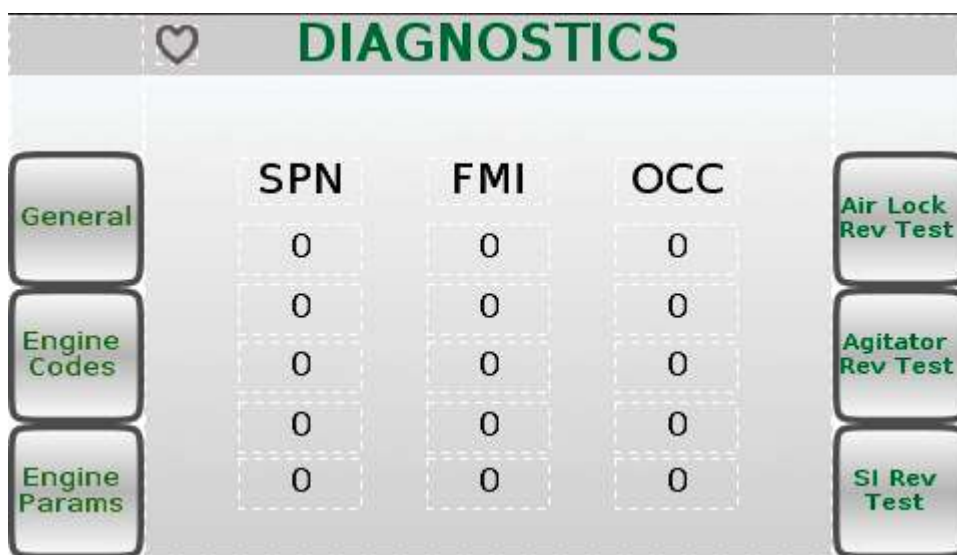 DIAGNOSTICS
SPN FMI OCC
0 0 0
0 0 0
0 0 0
0 0 0
0 0 0
General
Engine
Codes
Engine
Params
Air Lock
Rev Test
Agitator
Rev Test
SI Rev
Test